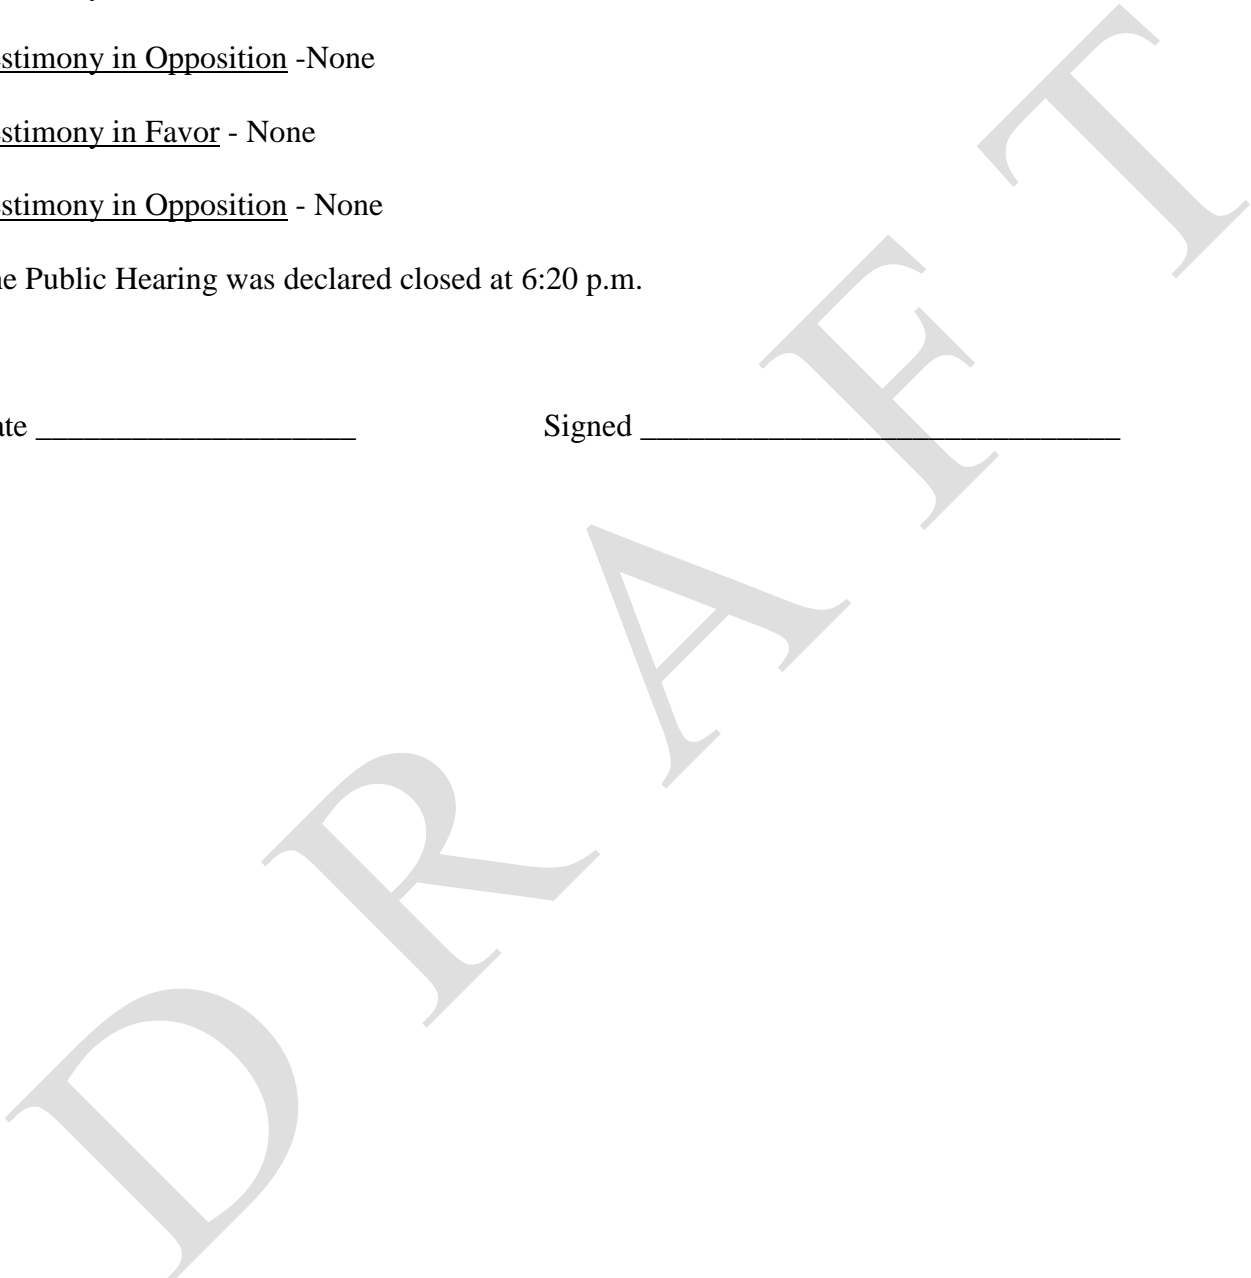 stimony in Opposition -None
stimony in Favor - None
stimony in Opposition - None
e Public Hearing was declared closed at 6:20 p.m.
ate ____________________ Signed ______________________________
DRAFT